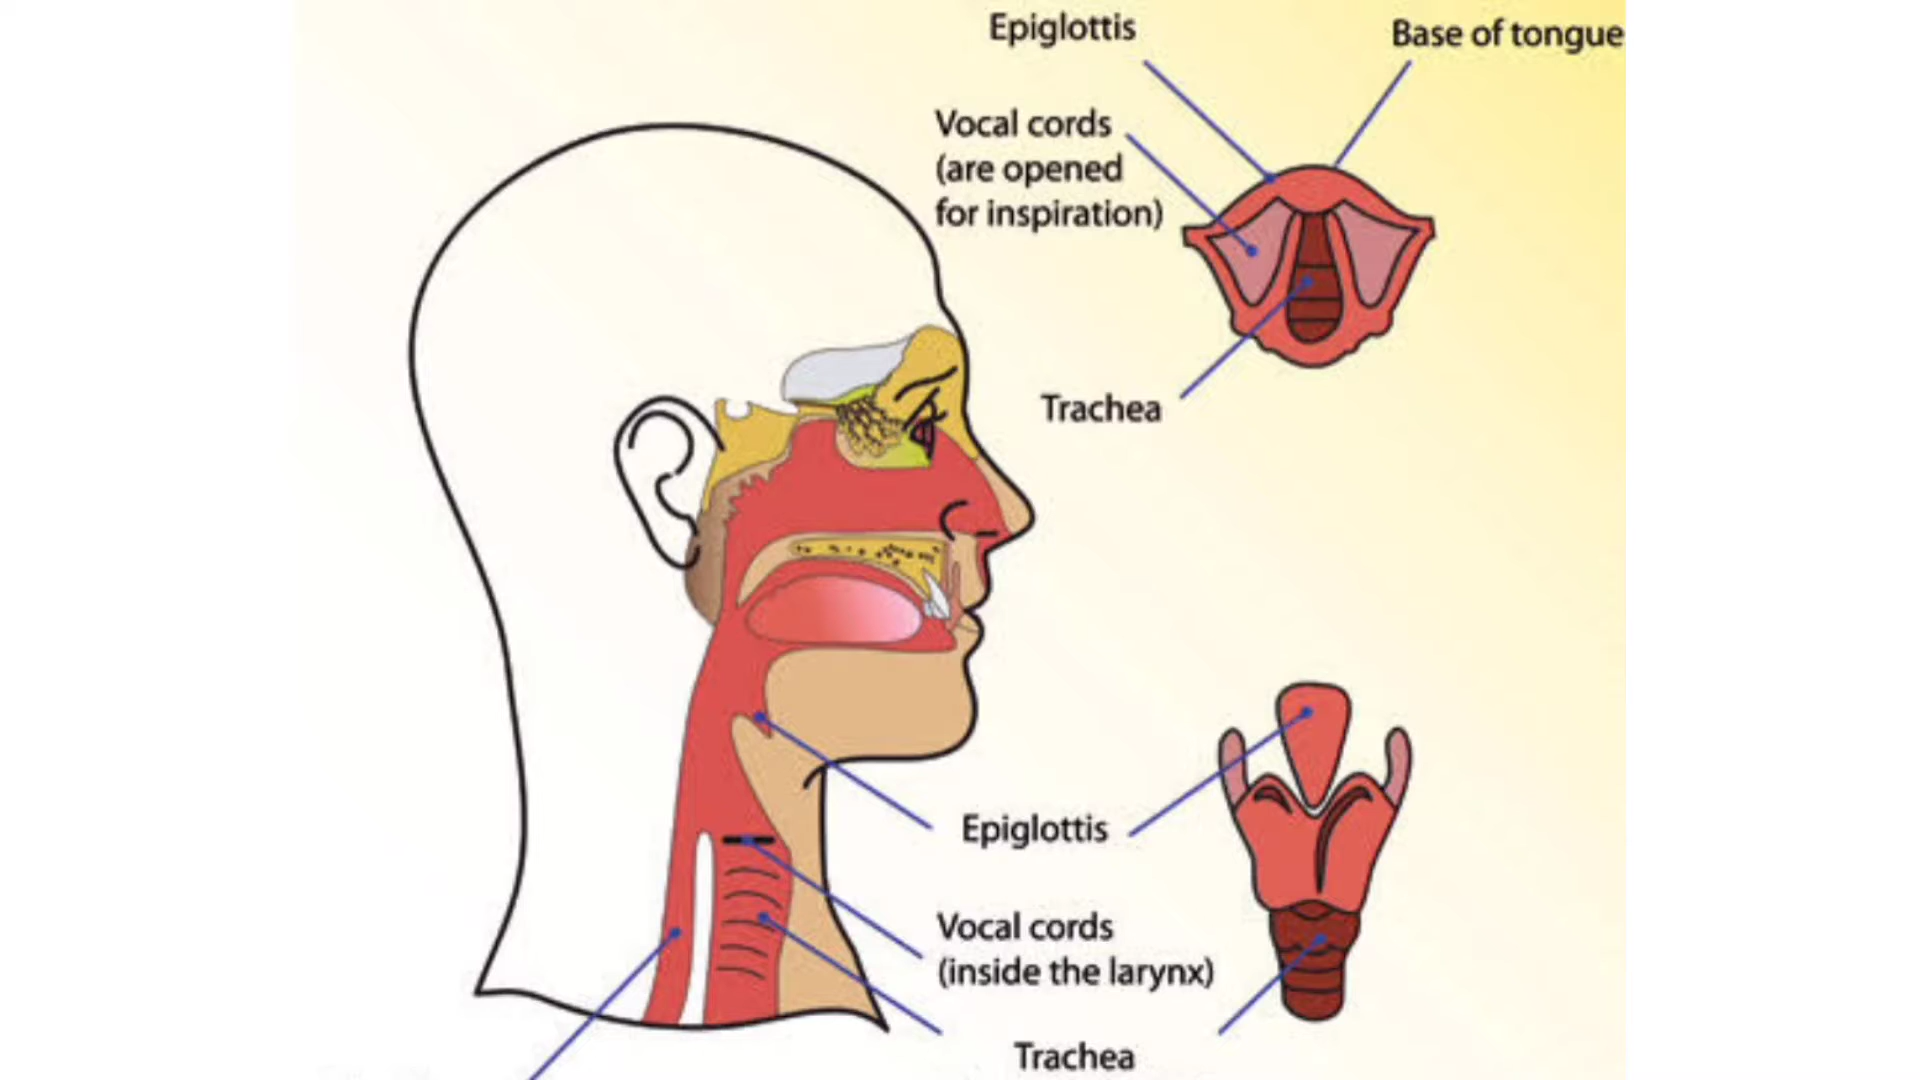 Epiglottis
Base of tongue
Vocal cords
(are opened
for inspiration)
Trachea
Epiglottis
Vocal cords
(inside the larynx)
Trachea